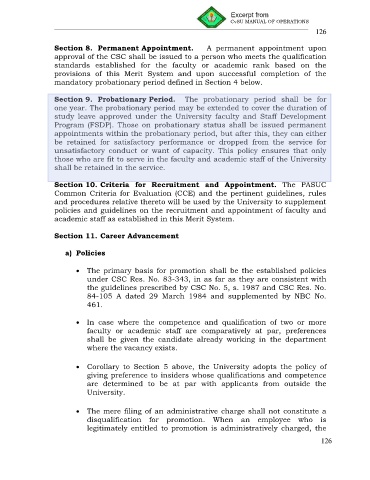 Excerpt from
CvSU MANUAL OF OPERATIONS
126
Section 8. Permanent Appointment. A permanent appointment upon
approval of the CSC shall be issued to a person who meets the qualification
standards established for the faculty or academic rank based on the
provisions of this Merit System and upon successful completion of the
mandatory probationary period defined in Section 4 below.
Section 9. Probationary Period. The probationary period shall be for
one year. The probationary period may be extended to cover the duration of
study leave approved under the University faculty and Staff Development
Program (FSDP). Those on probationary status shall be issued permanent
appointments within the probationary period, but after this, they can either
be retained for satisfactory performance or dropped from the service for
unsatisfactory conduct or want of capacity. This policy ensures that only
those who are fit to serve in the faculty and academic staff of the University
shall be retained in the service.
Section 10. Criteria for Recruitment and Appointment. The PASUC
Common Criteria for Evaluation (CCE) and the pertinent guidelines, rules
and procedures relative thereto will be used by the University to supplement
policies and guidelines on the recruitment and appointment of faculty and
academic staff as established in this Merit System.
Section 11. Career Advancement
a) Policies
• The primary basis for promotion shall be the established policies
under CSC Res. No. 83-343, in as far as they are consistent with
the guidelines prescribed by CSC No. 5, s. 1987 and CSC Res. No.
84-105 A dated 29 March 1984 and supplemented by NBC No.
461.
• In case where the competence and qualification of two or more
faculty or academic staff are comparatively at par, preferences
shall be given the candidate already working in the department
where the vacancy exists.
• Corollary to Section 5 above, the University adopts the policy of
giving preference to insiders whose qualifications and competence
are determined to be at par with applicants from outside the
University.
• The mere filing of an administrative charge shall not constitute a
disqualification for promotion. When an employee who is
legitimately entitled to promotion is administratively charged, the
126